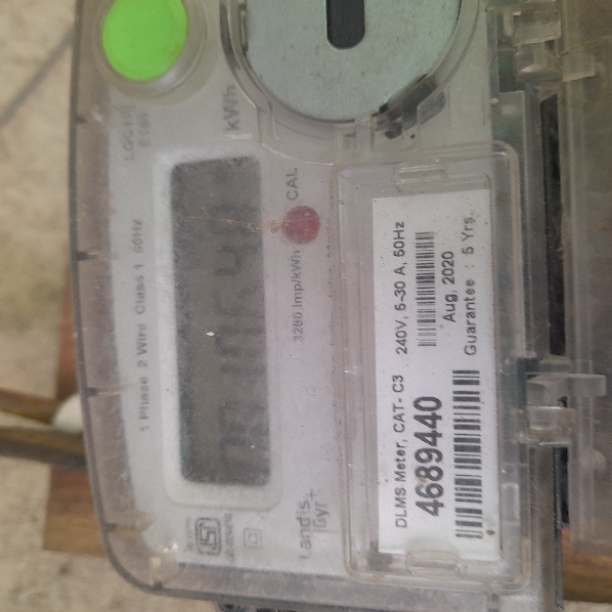 1 Phase 2 Wire Class 1 50Hz
kWh
3280 Imp/kWh
CAL
Landis
Gyr+
DLMS Meter, CAT- C3
240V, 5-30 A, 50Hz
4689440
Aug, 2020
Guarantee : 5 Yrs.